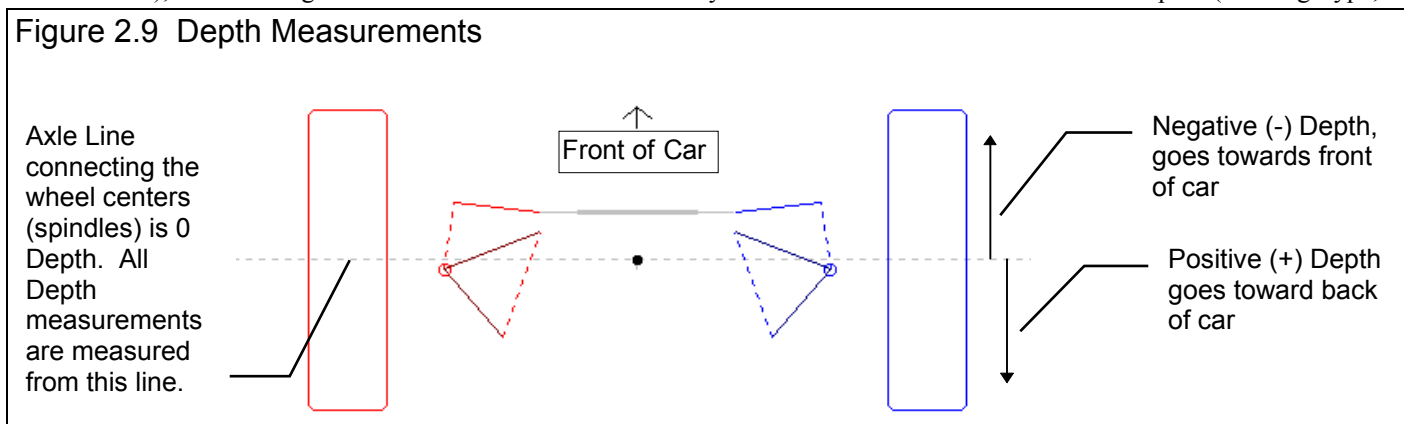 Figure 2.9 Depth Measurements
Axle Line
connecting the
wheel centers
(spindles) is 0
Depth. All
Depth
measurements
are measured
from this line.
Front of Car
Negative (-) Depth,
goes towards front
of car
Positive (+) Depth
goes toward back
of car